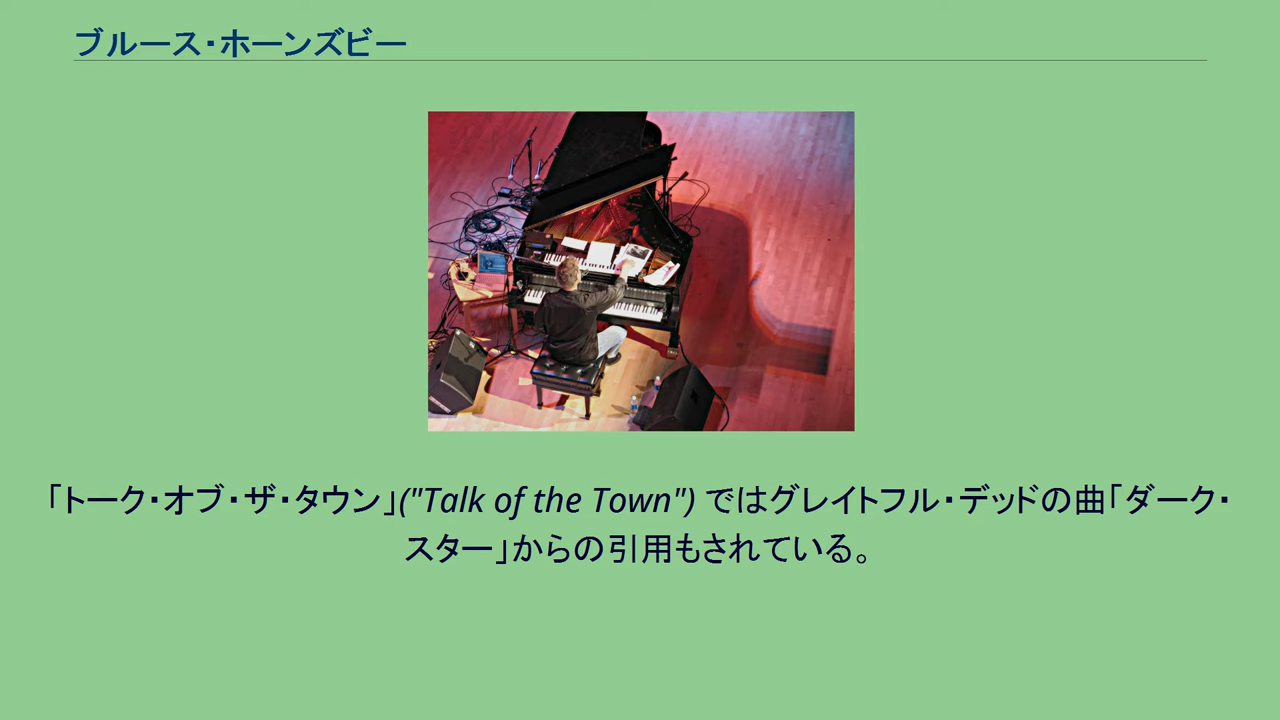 ブルース・ホーンズビー
「トーク・オブ・ザ・タウン」("Talk of the Town") ではグレイトフル・デッドの曲「ダーク・
スター」からの引用もされている。